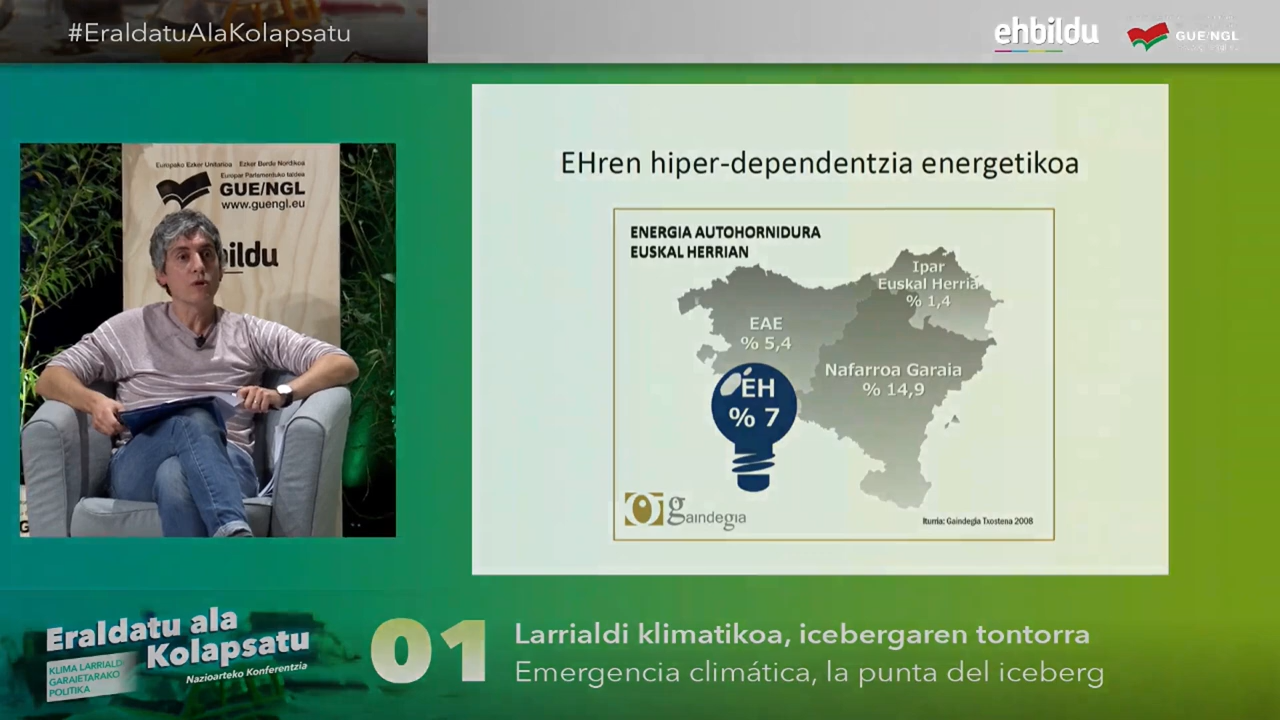 #EraldatuAlaKolapsatu
ehbildu
GUE/NGL
Europako Ezker Unitarioa Ezker Berde Nordikoa
Europar Parlamentuko taldea
GUE/NGL
www.guengl.eu
bildu
EHren hiper-dependentzia energetikoa
ENERGIA AUTOHORNIDURA
EUSKAL HERRIAN
Ipar
Euskal Herria
% 1,4
EAE
% 5,4
Nafarroa Garaia
% 14,9
EH
% 7
gaindegia
Iturria: Gaindegia Txostena 2008
Eraldatu ala
Kolapsatu
KLIMA LARRIALDI
GARAIETARAKO
POLITIKA
Nazioarteko Konferentzia
01
Larrialdi klimatikoa, icebergaren tontorra
Emergencia climática, la punta del iceberg